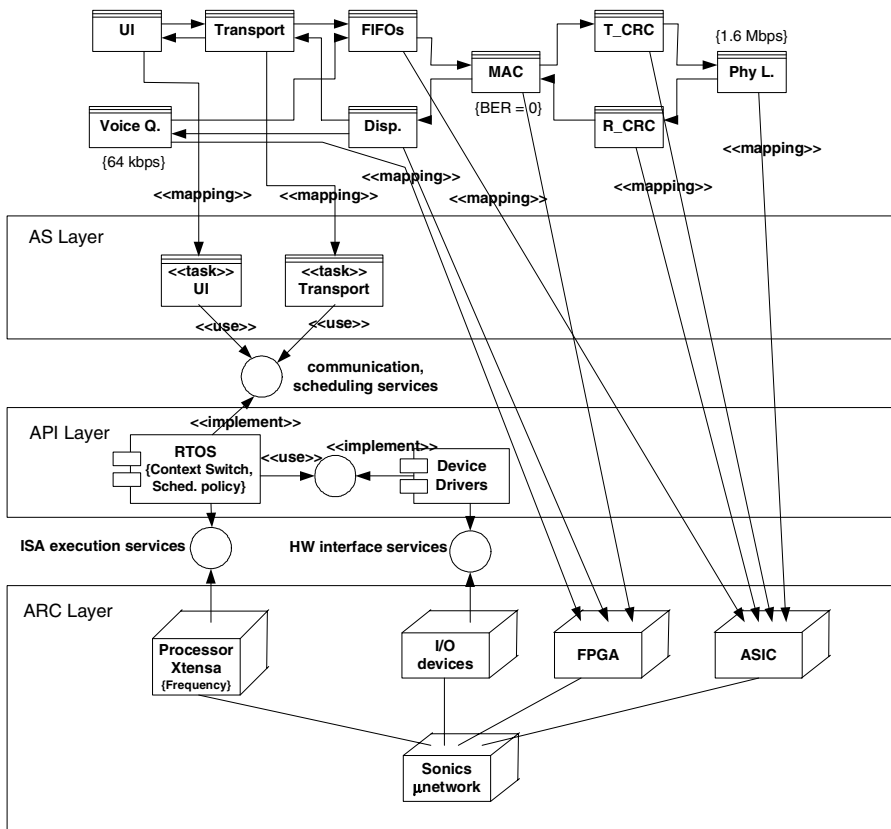 UI
Transport
FIFOs
T_CRC
{1.6 Mbps}
MAC
Phy L.
{BER = 0}
Voice Q.
Disp.
R_CRC
{64 kbps}
<<mapping>>
<<mapping>>
<<mapping>>
<<mapping>>
<<mapping>>
AS Layer
<<task>>
UI
<<task>>
Transport
<<use>>
<<use>>
communication,
scheduling services
API Layer
<<implement>>
RTOS
{Context Switch,
Sched. policy}
<<use>>
<<implement>>
Device
Drivers
ISA execution services
HW interface services
ARC Layer
Processor
Xtensa
{Frequency}
I/O
devices
FPGA
ASIC
Sonics
μnetwork